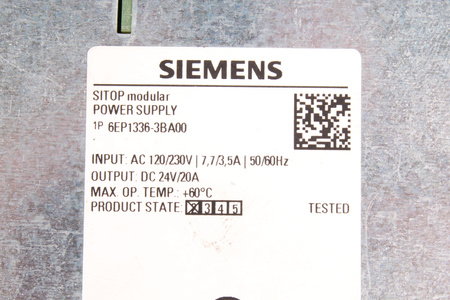 SIEMENS
SITOP modular
POWER SUPPLY
1P 6EP1336-3BA00
INPUT: AC 120/230V | 7,7/3,5A | 50/60Hz
OUTPUT: DC 24V/20A
MAX. OP. TEMP.: +60°C
PRODUCT STATE: 3 4 5 TESTED